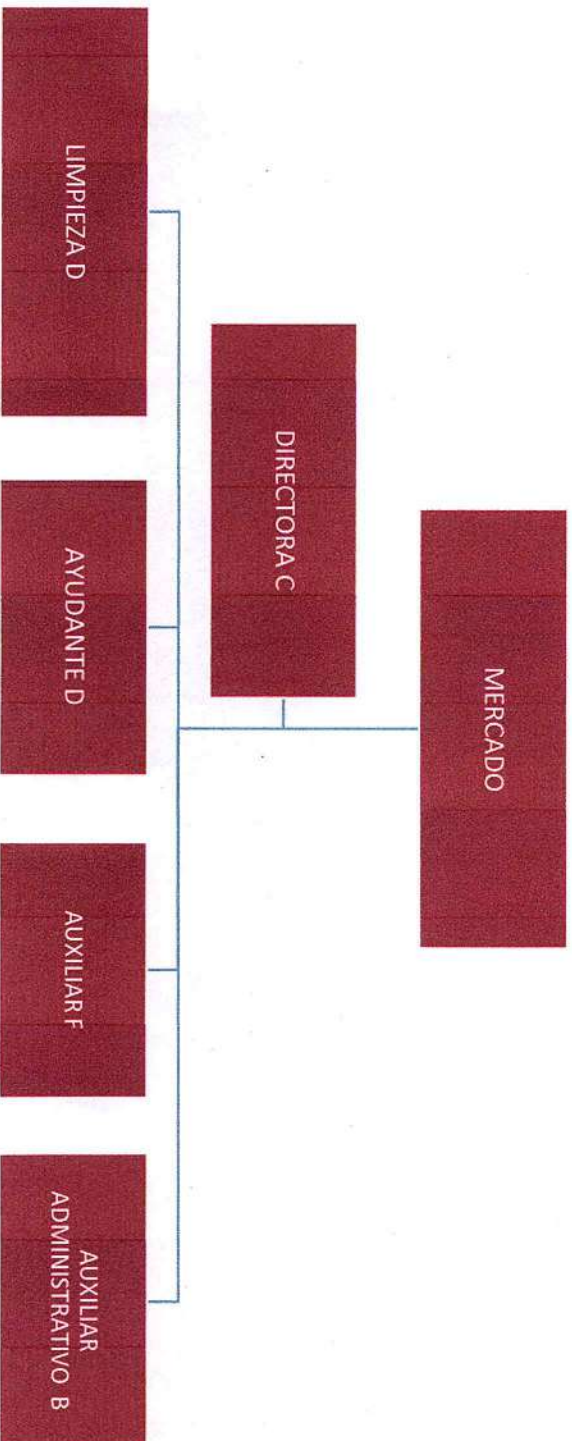 MERCADO
DIRECTORA C
LIMPIEZA D
AYUDANTE D
AUXILIAR F
AUXILIAR
ADMINISTRATIVO B